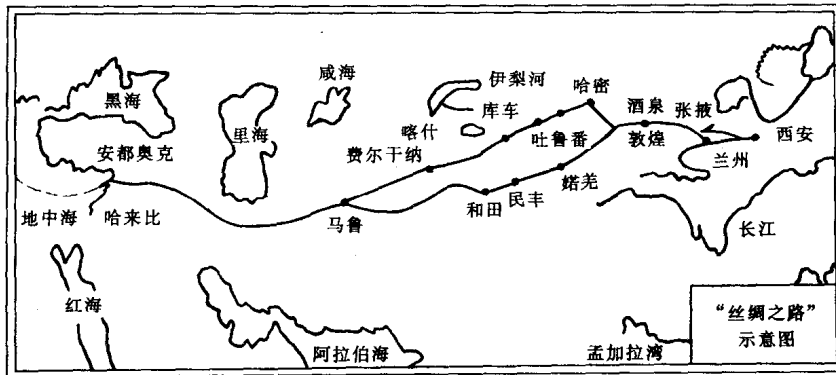 咸海
伊犁河
哈密
黑海
库车
酒泉
张掖
里海
喀什
吐鲁番
敦煌
西安
安都奥克
费尔干纳
兰州
婼羌
民丰
和田
地中海
哈来比
马鲁
长江
红海
阿拉伯海
孟加拉湾
“丝绸之路”
示意图